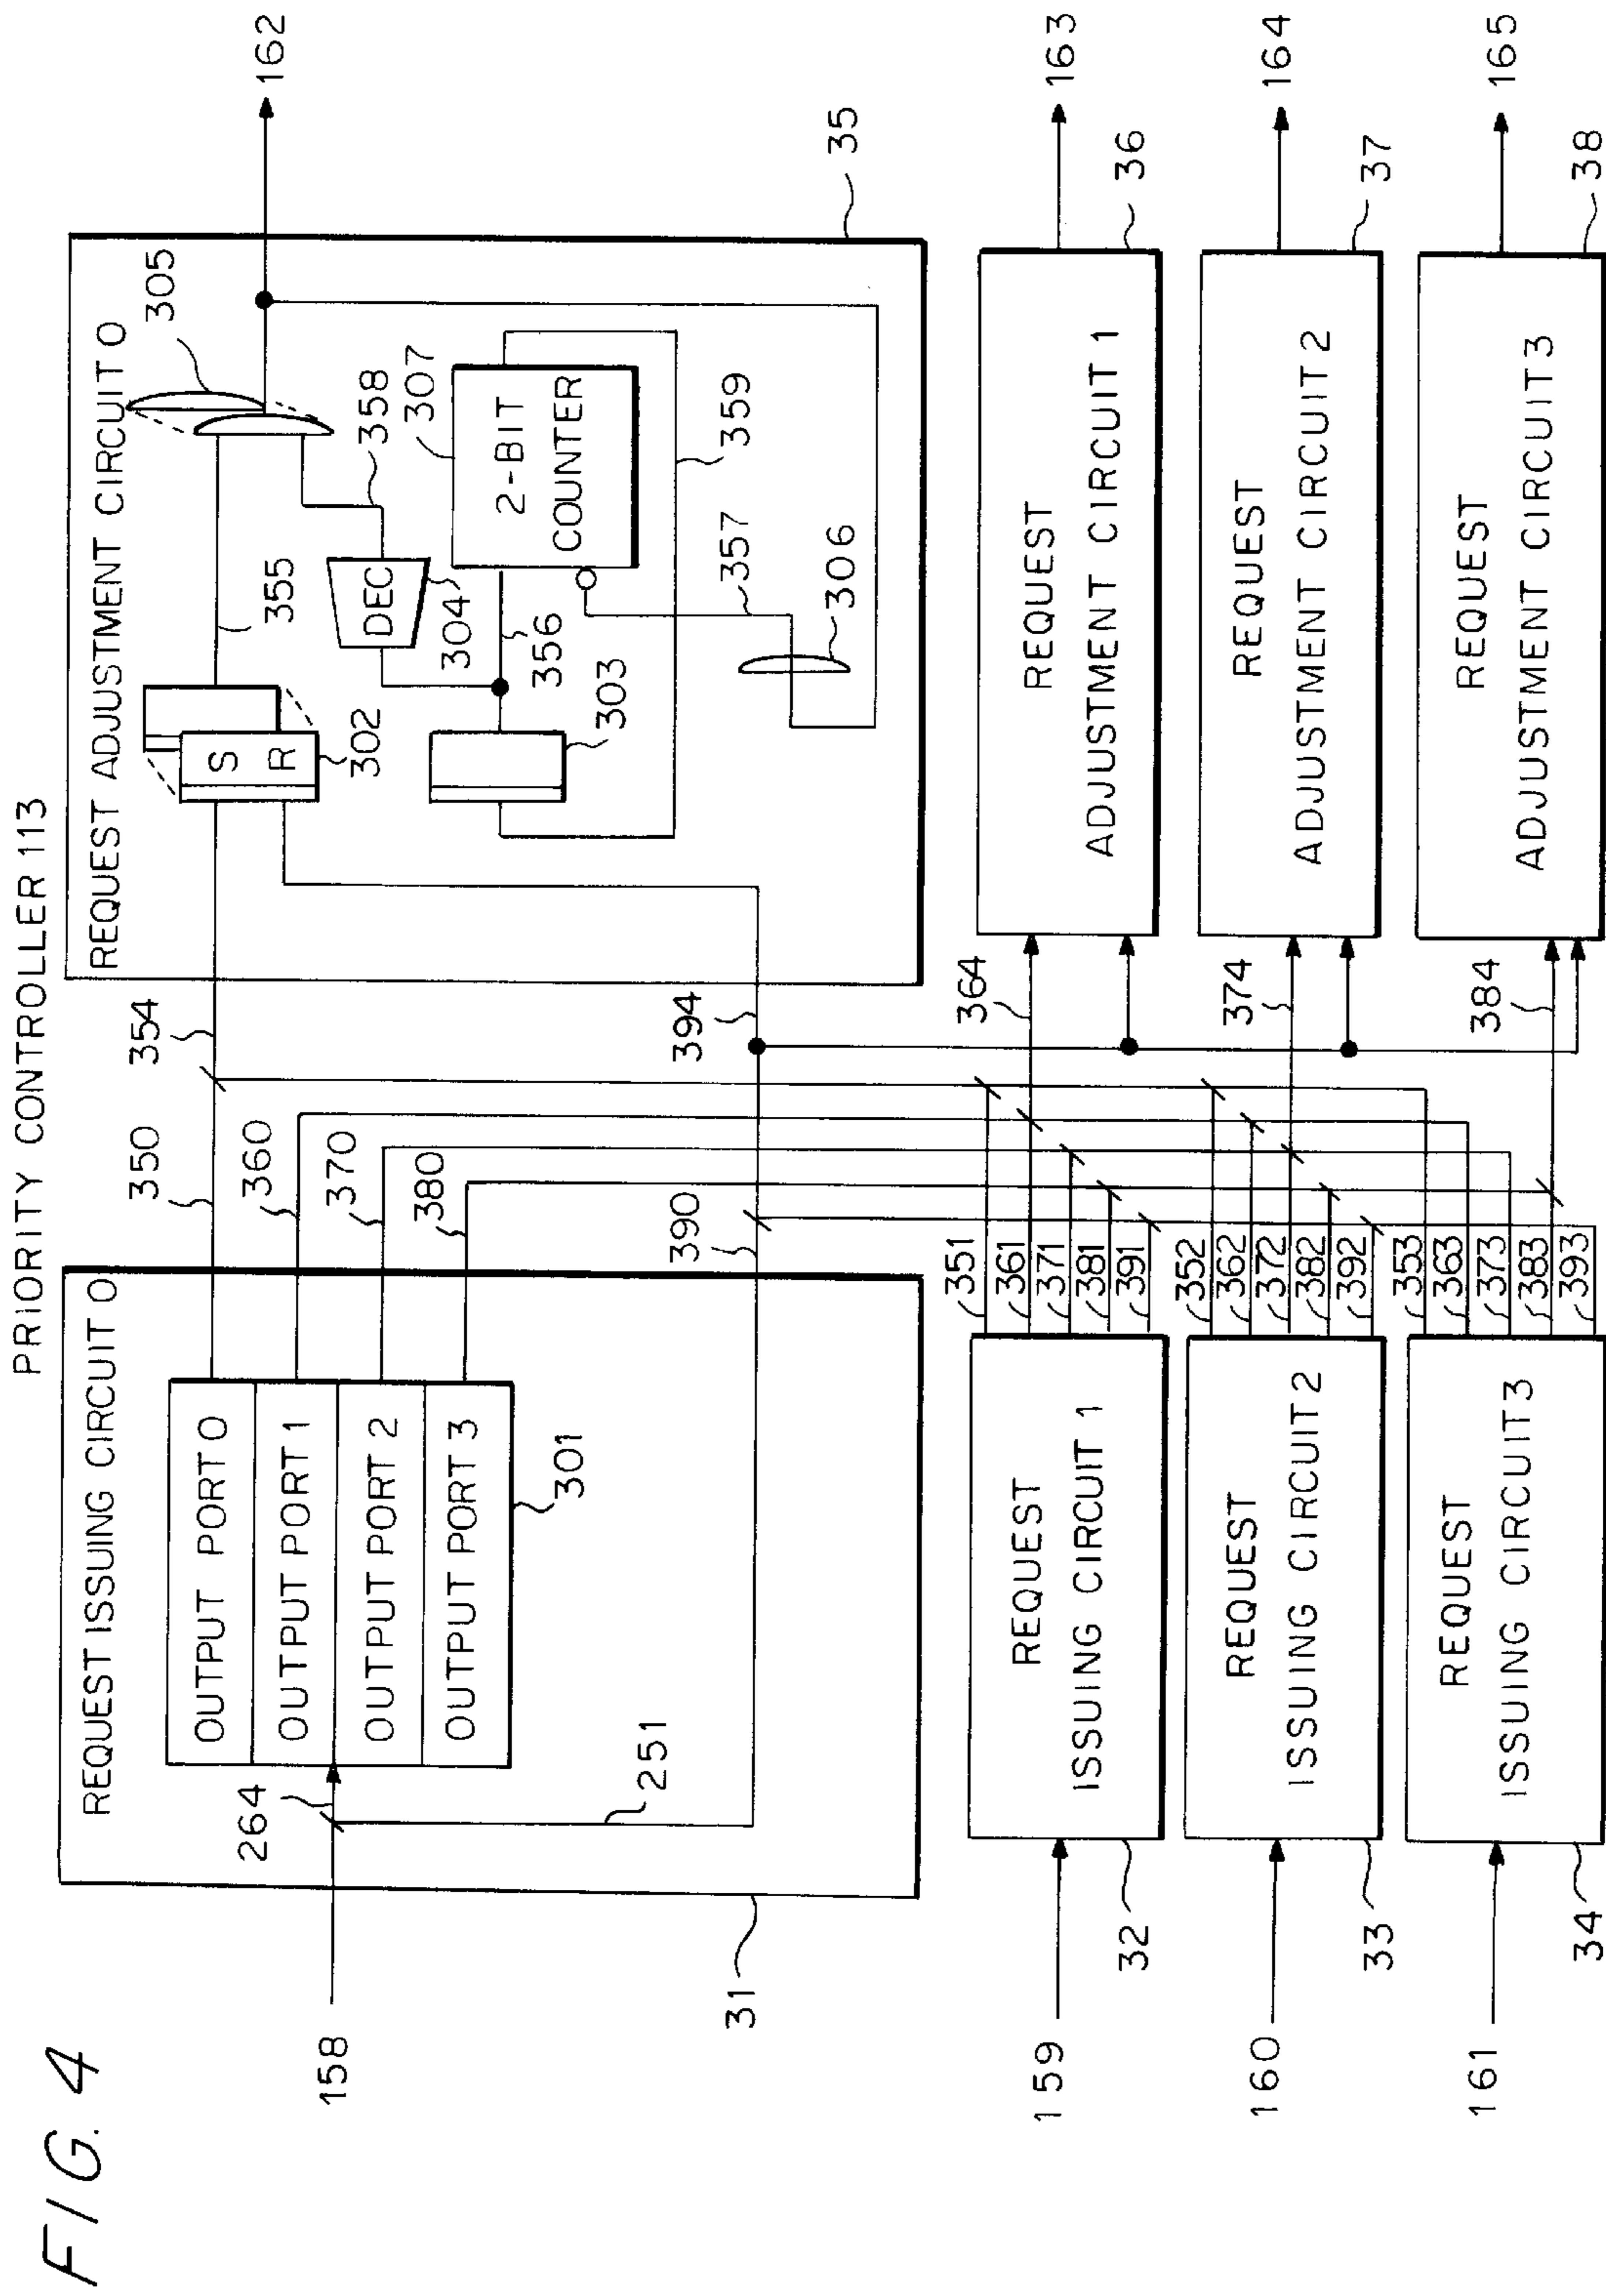 FIG. 4
PRIORITY CONTROLLER 113
REQUEST ISSUING CIRCUIT 0
158
264
251
OUTPUT PORT 0
OUTPUT PORT 1
OUTPUT PORT 2
OUTPUT PORT 3
301
31
350
360
370
380
390
354
394
REQUEST ADJUSTMENT CIRCUIT 0
S
R
302
355
305
DEC
304
358
307
2-BIT
COUNTER
356
303
359
357
306
35
162
159
32
REQUEST
ISSUING CIRCUIT 1
351
361
371
381
391
364
REQUEST
ADJUSTMENT CIRCUIT 1
36
163
160
33
REQUEST
ISSUING CIRCUIT 2
352
362
372
382
392
374
REQUEST
ADJUSTMENT CIRCUIT 2
37
164
161
34
REQUEST
ISSUING CIRCUIT 3
353
363
373
383
393
384
REQUEST
ADJUSTMENT CIRCUIT 3
38
165